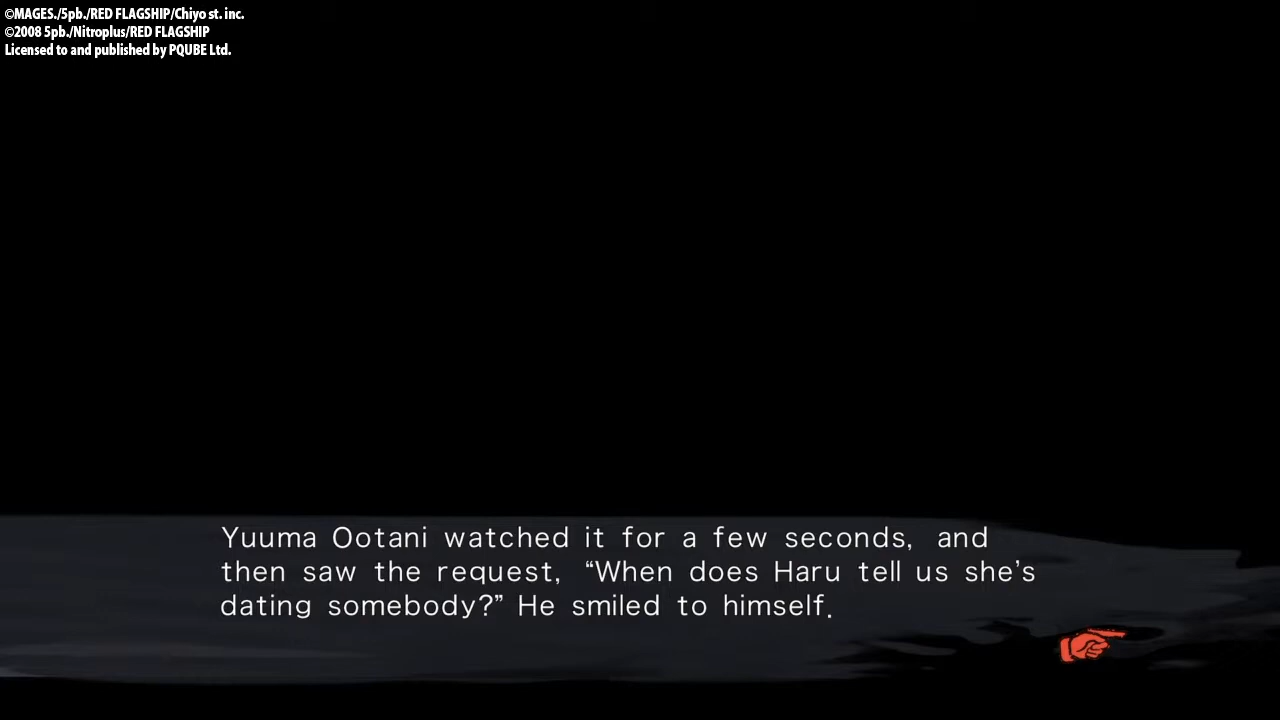 ©MAGES./5pb./RED FLAGSHIP/Chiyo st. inc.
©2008 5pb./Nitroplus/RED FLAGSHIP
Licensed to and published by PQUBE Ltd.
Yuuma Ootani watched it for a few seconds, and
then saw the request, “When does Haru tell us she’s
dating somebody?” He smiled to himself.